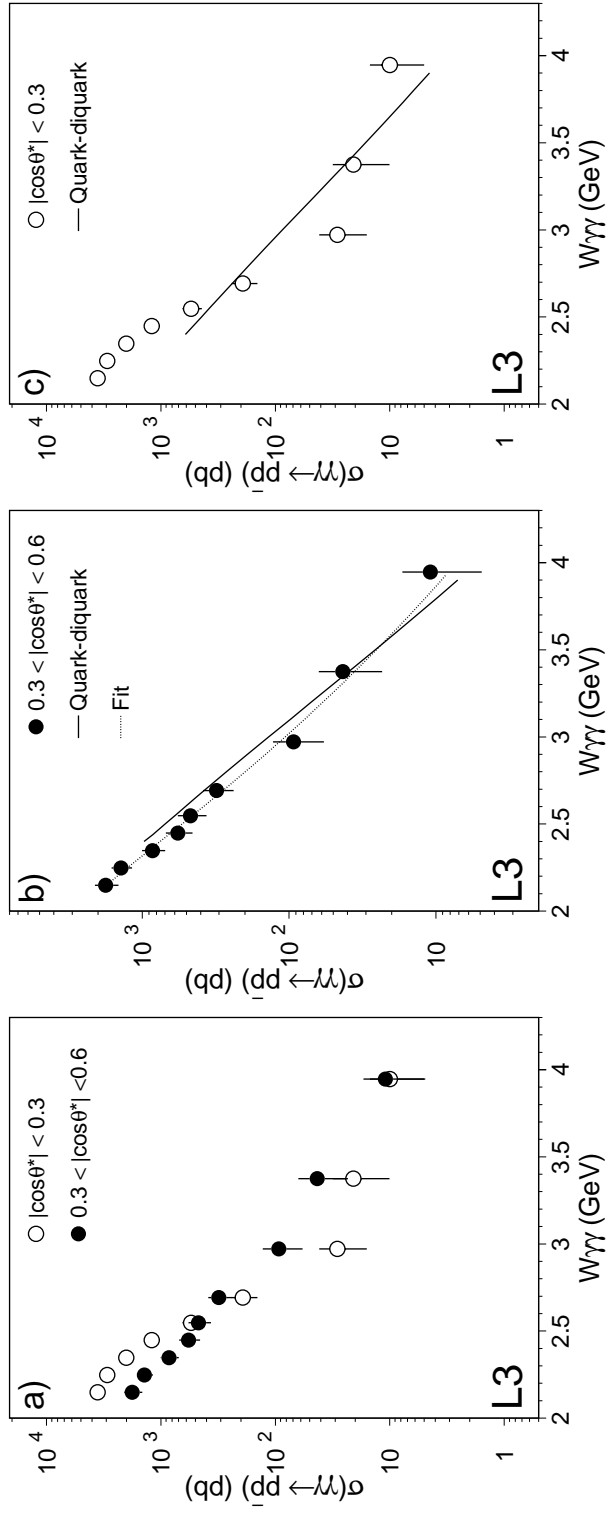 a)
○ |cosθ*| < 0.3
● 0.3 < |cosθ*| <0.6
σ(γγ → pp̄) (pb)
10⁴
10³
10²
10
1
L3
2
2.5
3
3.5
4
Wγγ (GeV)
b)
● 0.3 < |cosθ*| < 0.6
— Quark-diquark
···· Fit
σ(γγ → pp̄) (pb)
10³
10²
10
L3
2
2.5
3
3.5
4
Wγγ (GeV)
c)
○ |cosθ*| < 0.3
— Quark-diquark
σ(γγ → pp̄) (pb)
10⁴
10³
10²
10
1
L3
2
2.5
3
3.5
4
Wγγ (GeV)